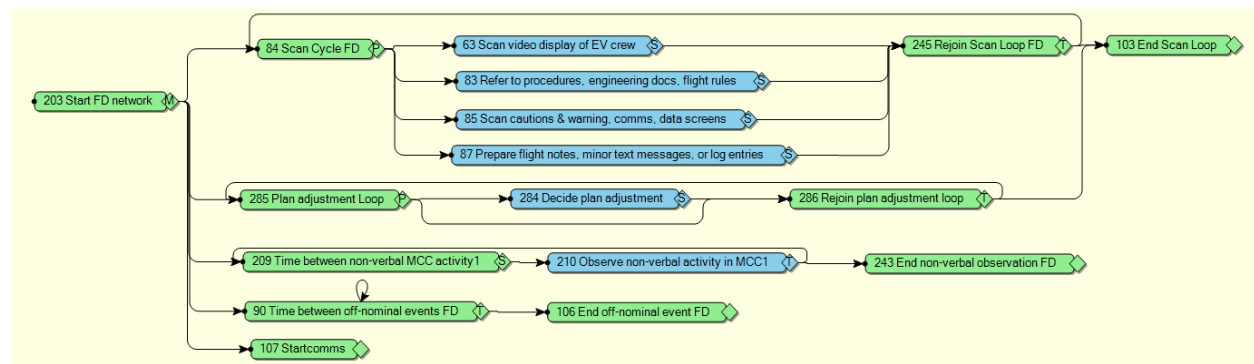 84 Scan Cycle FD P
63 Scan video display of EV crew S
245 Rejoin Scan Loop FD T
103 End Scan Loop
83 Refer to procedures, engineering docs, flight rules S
203 Start FD network M
85 Scan cautions & warning, comms, data screens S
87 Prepare flight notes, minor text messages, or log entries S
285 Plan adjustment Loop P
284 Decide plan adjustment S
286 Rejoin plan adjustment loop T
209 Time between non-verbal MCC activity1 S
210 Observe non-verbal activity in MCC1 T
243 End non-verbal observation FD
90 Time between off-nominal events FD T
106 End off-nominal event FD
107 Startcomms